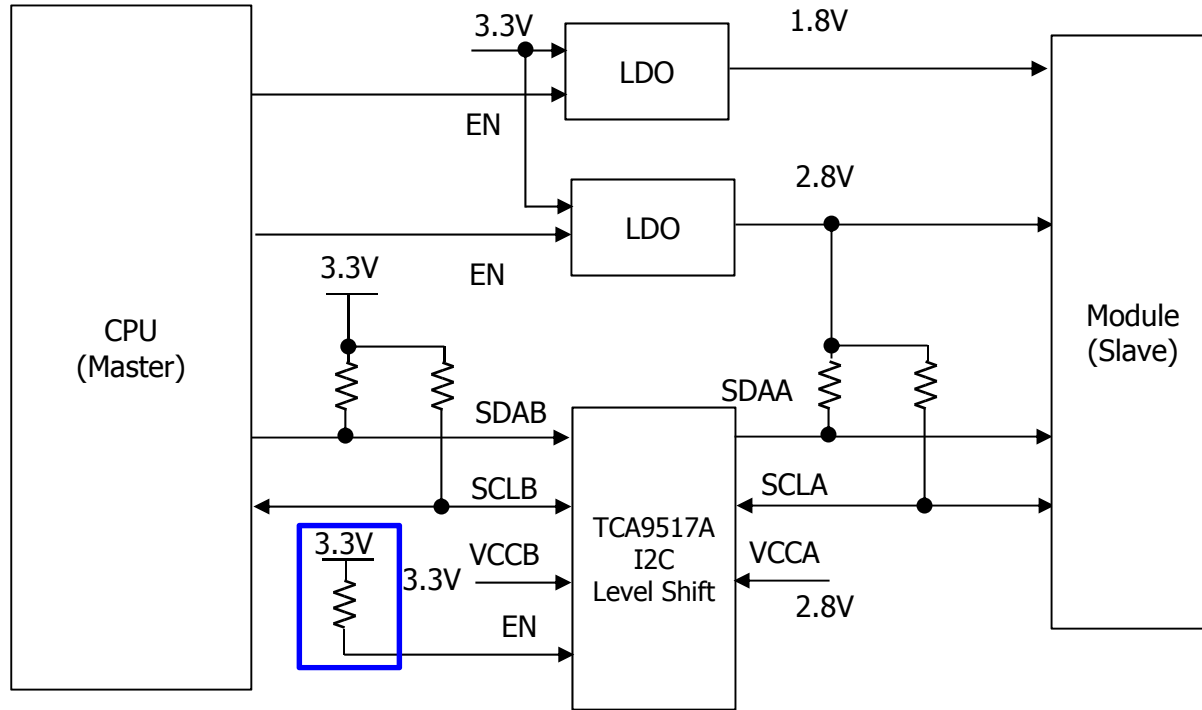 3.3V
1.8V
LDO
EN
2.8V
LDO
EN
3.3V
CPU
(Master)
Module
(Slave)
SDAB
SDAA
SCLB
SCLA
TCA9517A
I2C
Level Shift
3.3V
3.3V
VCCB
VCCA
2.8V
EN